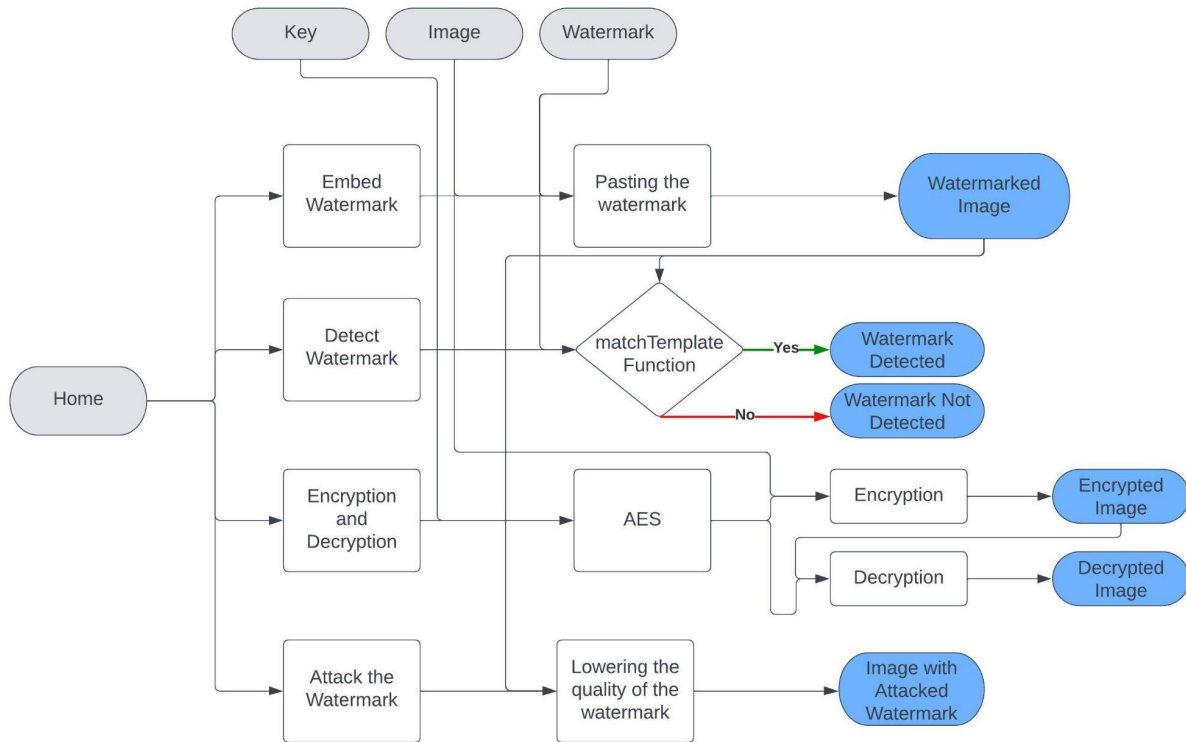 Key
Image
Watermark
Embed
Watermark
Pasting the
watermark
Watermarked
Image
Detect
Watermark
matchTemplate
Function
Yes
Watermark
Detected
No
Watermark Not
Detected
Home
Encryption
and
Decryption
AES
Encryption
Encrypted
Image
Decryption
Decrypted
Image
Attack the
Watermark
Lowering the
quality of the
watermark
Image with
Attacked
Watermark